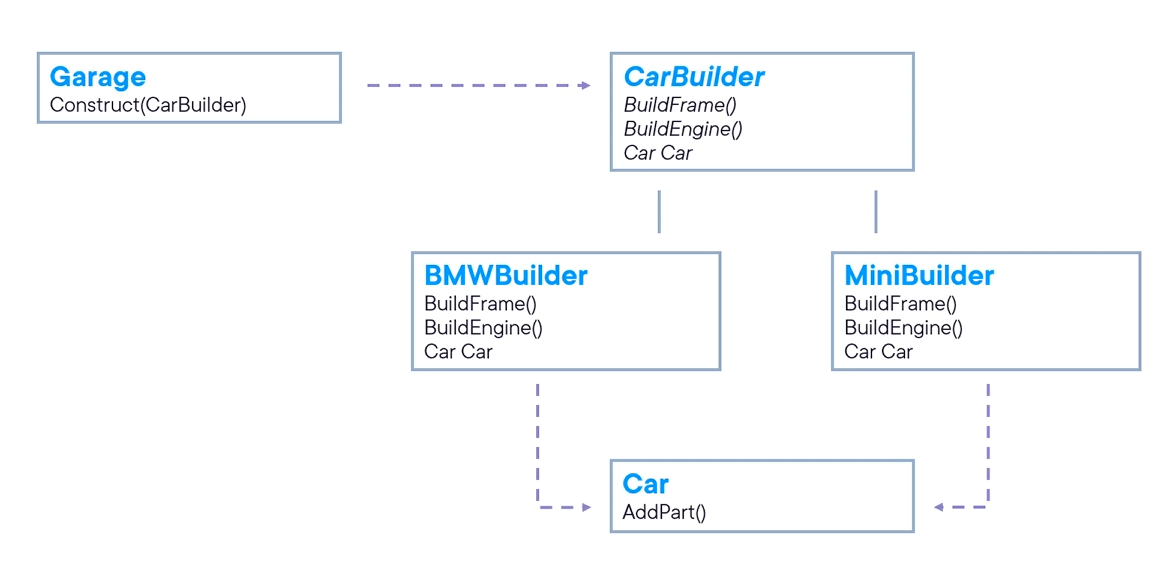 Garage
Construct(CarBuilder)
CarBuilder
BuildFrame()
BuildEngine()
Car Car
BMWBuilder
BuildFrame()
BuildEngine()
Car Car
MiniBuilder
BuildFrame()
BuildEngine()
Car Car
Car
AddPart()